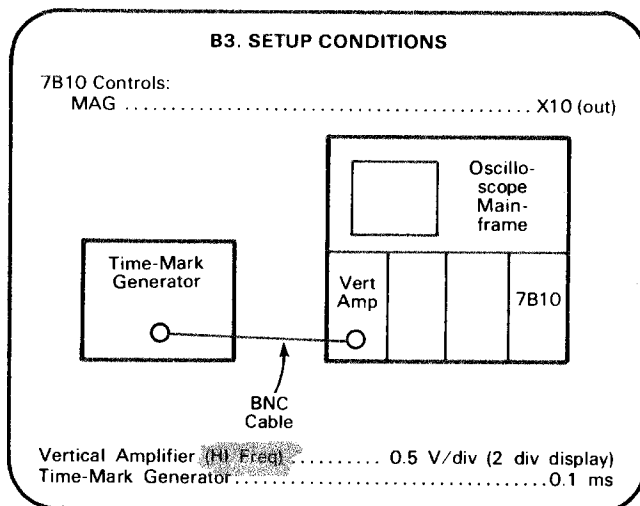 B3. SETUP CONDITIONS
7B10 Controls:
MAG ........................................ X10 (out)
Oscillo-
scope
Main-
frame
Time-Mark
Generator
Vert
Amp
7B10
BNC
Cable
Vertical Amplifier (HI Freq) .......... 0.5 V/div (2 div display)
Time-Mark Generator ................................ 0.1 ms